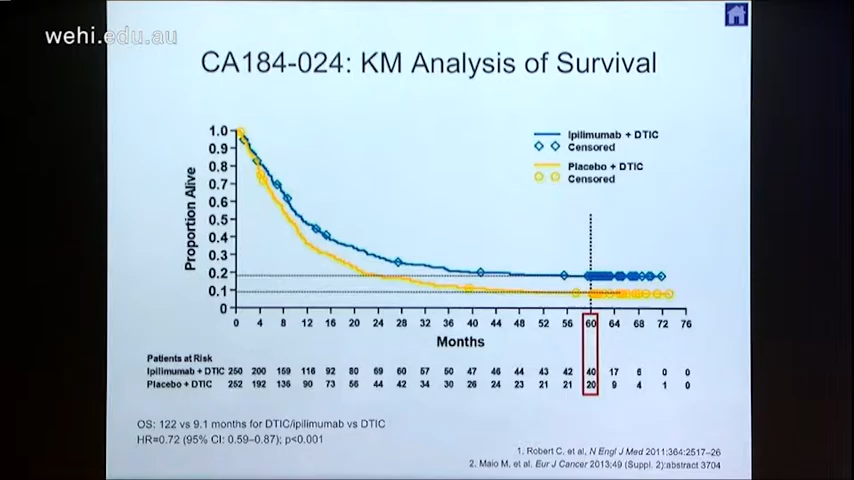 wehi.edu.au
CA184-024: KM Analysis of Survival
Ipilimumab + DTIC
Censored
Placebo + DTIC
Censored
Proportion Alive
1.0
0.9
0.8
0.7
0.6
0.5
0.4
0.3
0.2
0.1
0
0 4 8 12 16 20 24 28 32 36 40 44 48 52 56 60 64 68 72 76
Months
Patients at Risk
Ipilimumab + DTIC 250 200 159 116 92 80 69 60 57 50 47 46 44 43 42 40 17 6 0 0
Placebo + DTIC 252 192 136 90 73 56 44 42 34 30 26 24 23 21 21 20 9 4 1 0
OS: 122 vs 9.1 months for DTIC/ipilimumab vs DTIC
HR=0.72 (95% CI: 0.59–0.87); p<0.001
1. Robert C, et al, N Engl J Med 2011:364:2517–26
2. Maio M, et al. Eur J Cancer 2013;49 (Suppl. 2):abstract 3704